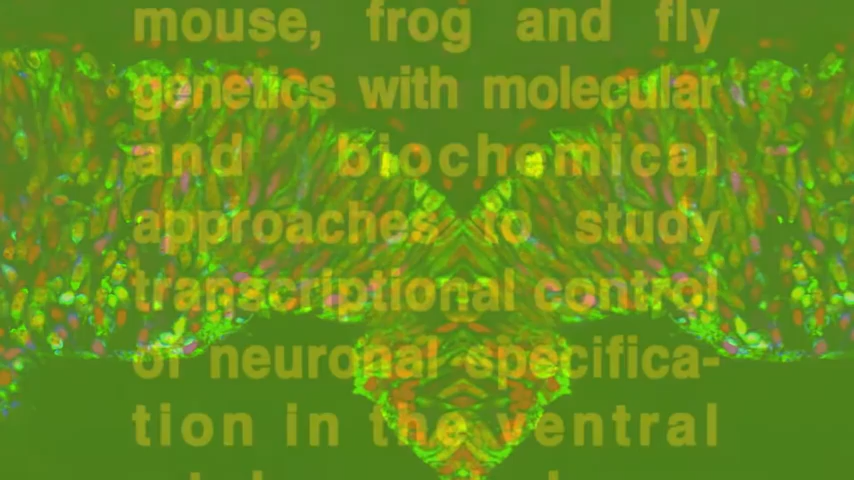 mouse, frog and fly
genetics with molecular
and biochemical
approaches to study
transcriptional control
of neuronal specifica-
tion in the ventral